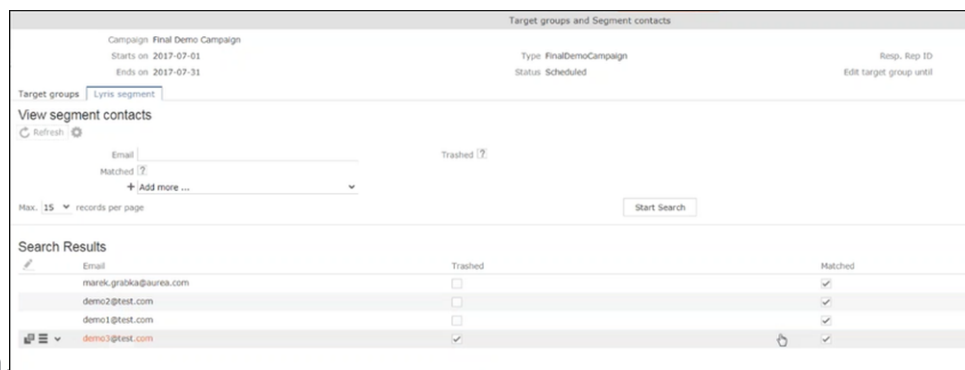 Target groups and Segment contacts
Campaign Final Demo Campaign
Starts on 2017-07-01 Type FinalDemoCampaign Resp. Rep ID
Ends on 2017-07-31 Status Scheduled Edit target group until
Target groups Lyris segment
View segment contacts
Refresh
Email Trashed ?
Matched ?
+ Add more ...
Max. 15 records per page Start Search
Search Results
Email Trashed Matched
marek.grabka@aurea.com
demo2@test.com
demo1@test.com
demo3@test.com